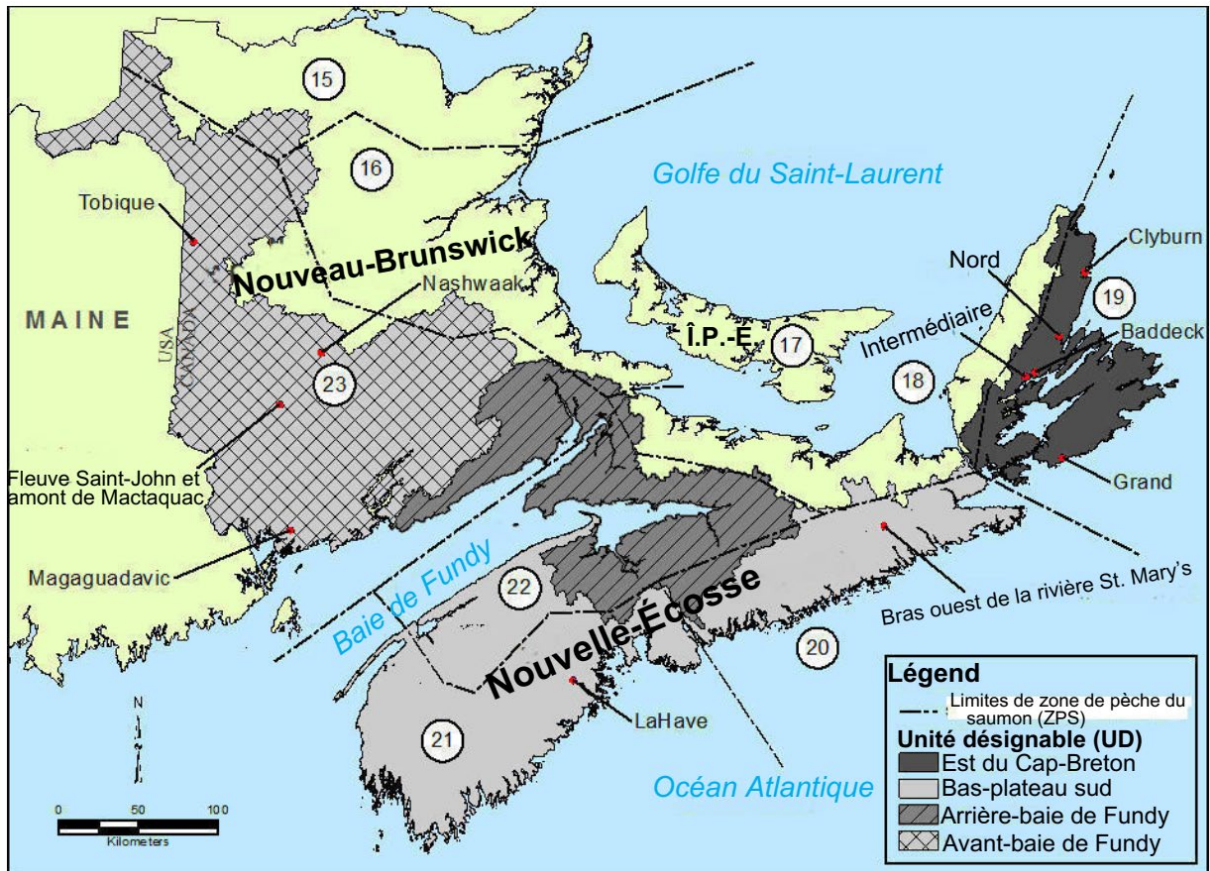 15
16
Golfe du Saint-Laurent
Tobique
Clyburn
Nord
Nouveau-Brunswick
Nashwaak
19
MAINE
USA
CANADA
Î.P.-É.
17
Intermédiaire
Baddeck
18
23
Fleuve Saint-John et
amont de Mactaquac
Grand
Magaguadavic
Baie de Fundy
22
Nouvelle-Écosse
Bras ouest de la rivière St. Mary's
20
LaHave
21
Océan Atlantique
N
0 50 100
Kilometers
Légend
Limites de zone de pèche du
saumon (ZPS)
Unité désignable (UD)
Est du Cap-Breton
Bas-plateau sud
Arrière-baie de Fundy
Avant-baie de Fundy